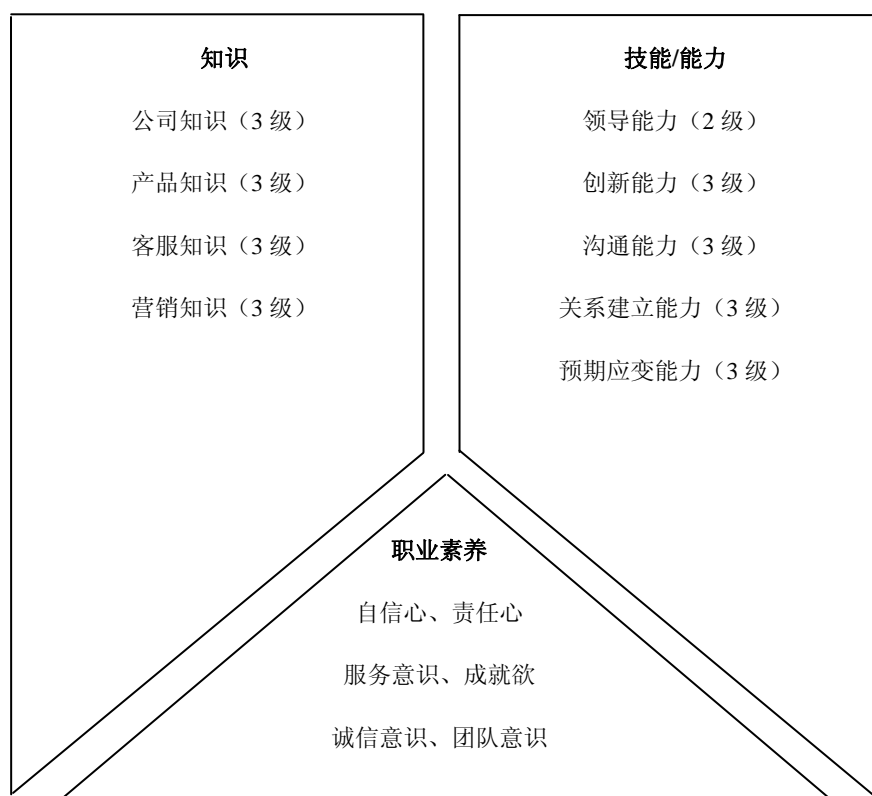 知识
公司知识（3 级）
产品知识（3 级）
客服知识（3 级）
营销知识（3 级）
技能/能力
领导能力（2 级）
创新能力（3 级）
沟通能力（3 级）
关系建立能力（3 级）
预期应变能力（3 级）
职业素养
自信心、责任心
服务意识、成就欲
诚信意识、团队意识